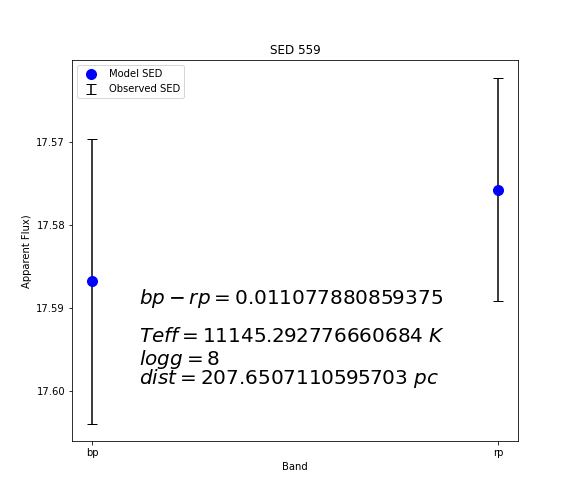 SED 559
Model SED
Observed SED
17.57
17.58
17.59
17.60
Apparent Flux)
bp − rp = 0.011077880859375
Teff = 11145.292776660684 K
logg = 8
dist = 207.6507110595703 pc
bp
rp
Band